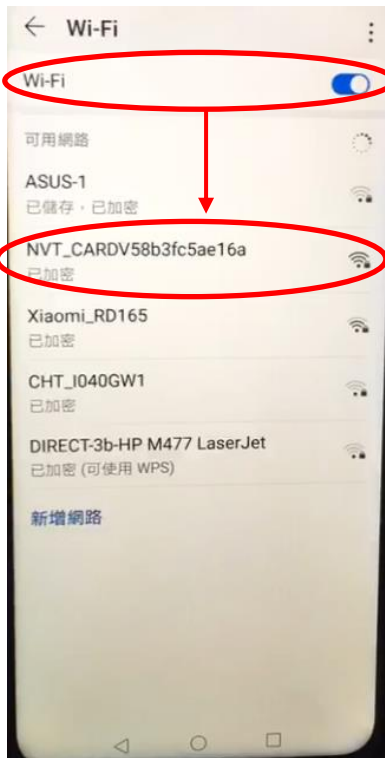 Wi-Fi
Wi-Fi
可用網路
ASUS-1
已儲存，已加密
NVT_CARDV58b3fc5ae16a
已加密
Xiaomi_RD165
已加密
CHT_I040GW1
已加密
DIRECT-3b-HP M477 LaserJet
已加密 (可使用 WPS)
新增網路